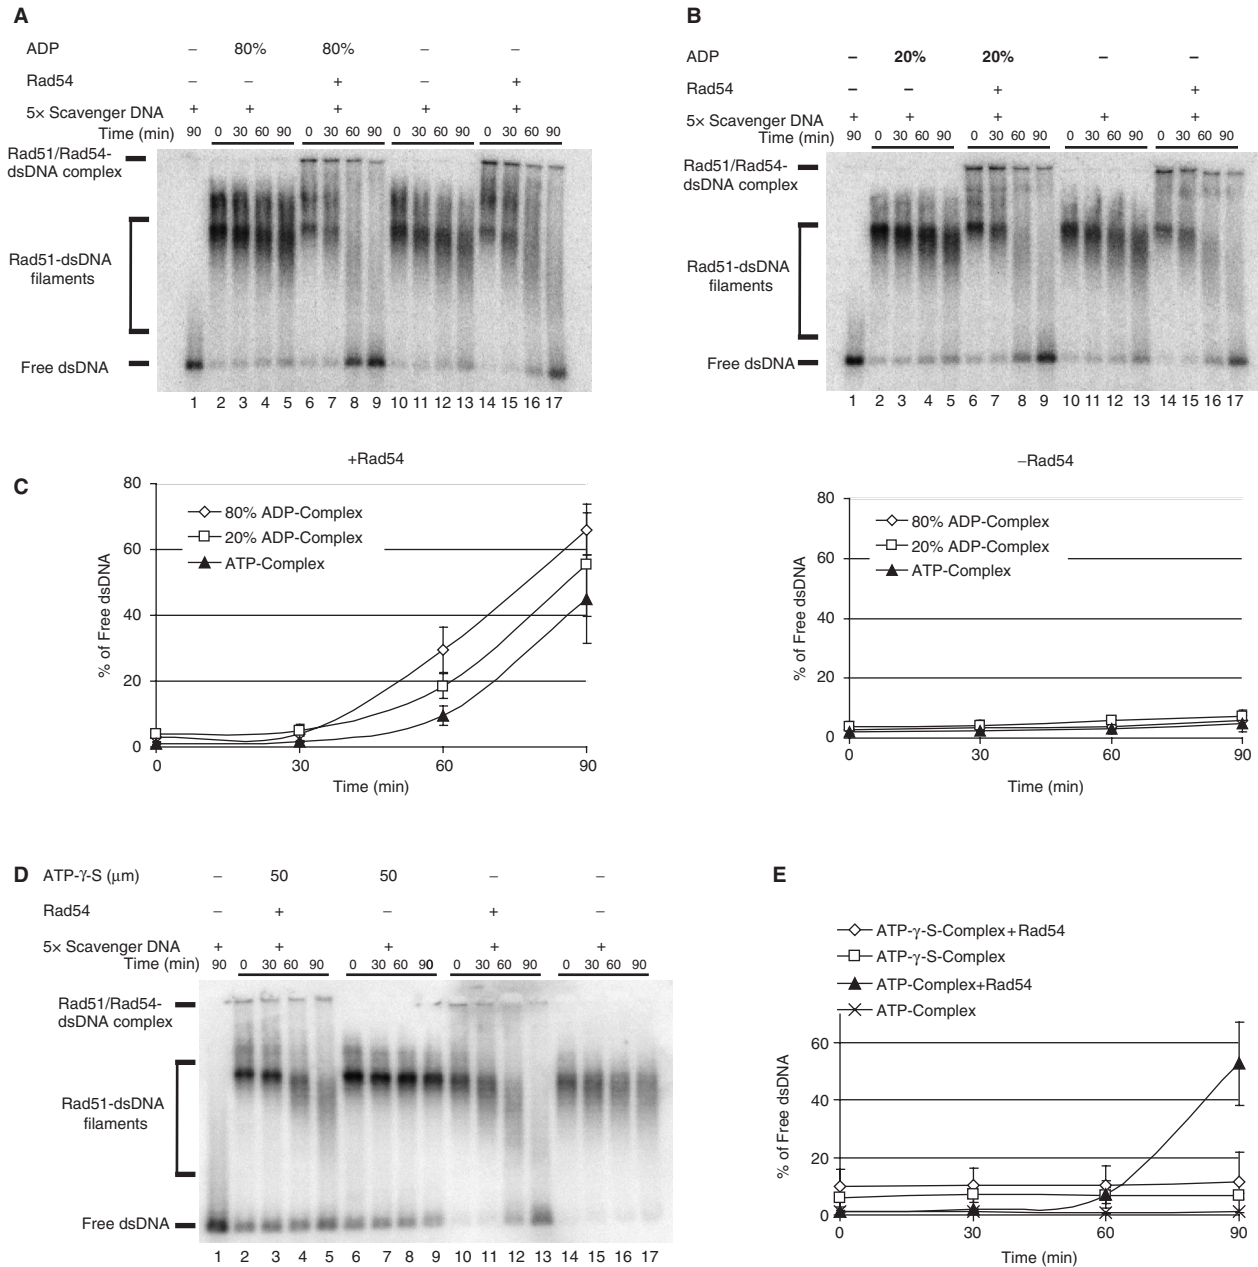 A
ADP – 80% 80% – –
Rad54 – – + – +
5× Scavenger DNA + + + + +
Time (min) 90 0 30 60 90 0 30 60 90 0 30 60 90 0 30 60 90
Rad51/Rad54-
dsDNA complex
Rad51-dsDNA
filaments
Free dsDNA
1 2 3 4 5 6 7 8 9 10 11 12 13 14 15 16 17
B
ADP – 20% 20% – –
Rad54 – – + – +
5× Scavenger DNA + + + + +
Time (min) 90 0 30 60 90 0 30 60 90 0 30 60 90 0 30 60 90
Rad51/Rad54-
dsDNA complex
Rad51-dsDNA
filaments
Free dsDNA
1 2 3 4 5 6 7 8 9 10 11 12 13 14 15 16 17
C
+Rad54
80
60
40
20
0
% of Free dsDNA
80% ADP-Complex
20% ADP-Complex
ATP-Complex
0 30 60 90
Time (min)
–Rad54
80
60
40
20
0
% of Free dsDNA
80% ADP-Complex
20% ADP-Complex
ATP-Complex
0 30 60 90
Time (min)
D
ATP-γ-S (μm) – 50 50 – –
Rad54 – + – + –
5× Scavenger DNA + + + + +
Time (min) 90 0 30 60 90 0 30 60 90 0 30 60 90 0 30 60 90
Rad51/Rad54-
dsDNA complex
Rad51-dsDNA
filaments
Free dsDNA
1 2 3 4 5 6 7 8 9 10 11 12 13 14 15 16 17
E
ATP-γ-S-Complex+Rad54
ATP-γ-S-Complex
ATP-Complex+Rad54
ATP-Complex
60
40
20
0
% of Free dsDNA
0 30 60 90
Time (min)